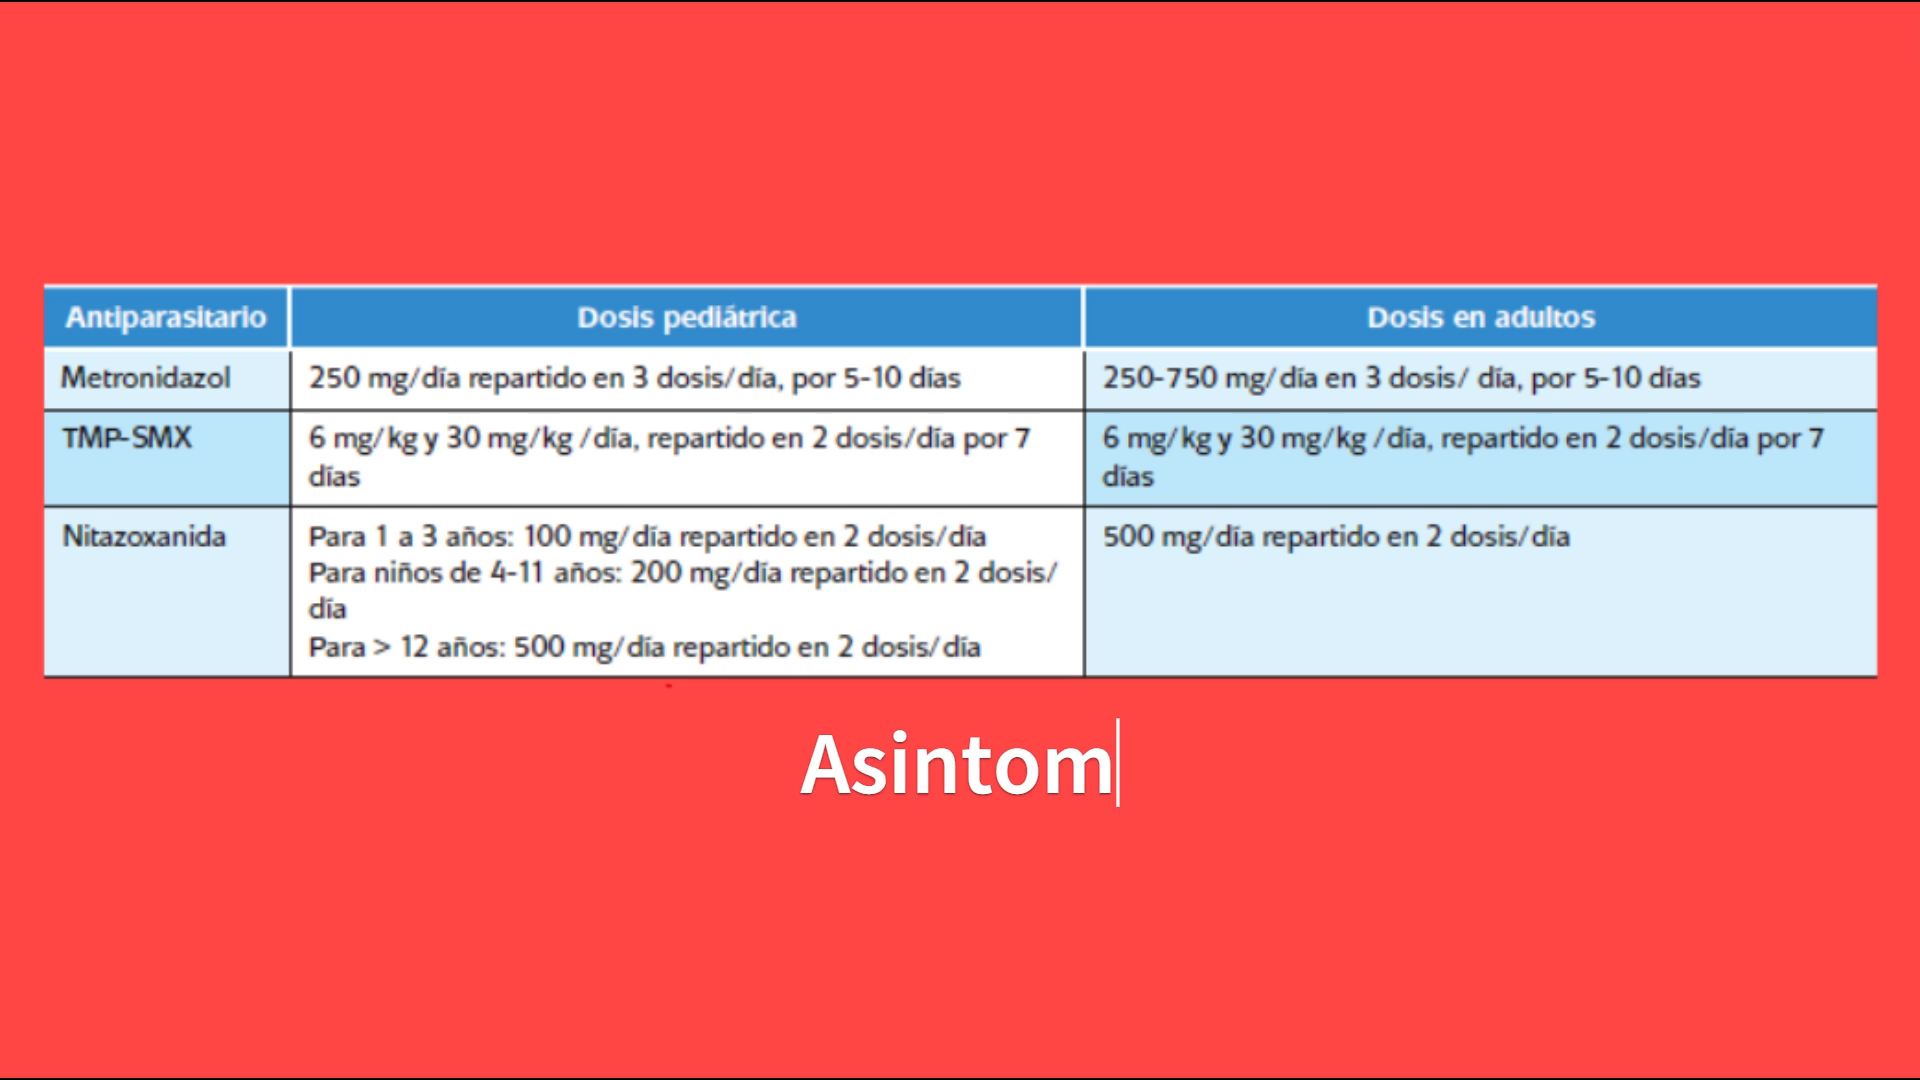 Antiparasitario Dosis pediátrica Dosis en adultos
Metronidazol 250 mg/día repartido en 3 dosis/día, por 5-10 días 250-750 mg/día en 3 dosis/ día, por 5-10 días
TMP-SMX 6 mg/kg y 30 mg/kg /día, repartido en 2 dosis/día por 7 6 mg/kg y 30 mg/kg /día, repartido en 2 dosis/día por 7
días días
Nitazoxanida Para 1 a 3 años: 100 mg/día repartido en 2 dosis/día 500 mg/día repartido en 2 dosis/día
Para niños de 4-11 años: 200 mg/día repartido en 2 dosis/
día
Para > 12 años: 500 mg/día repartido en 2 dosis/día
Asintom